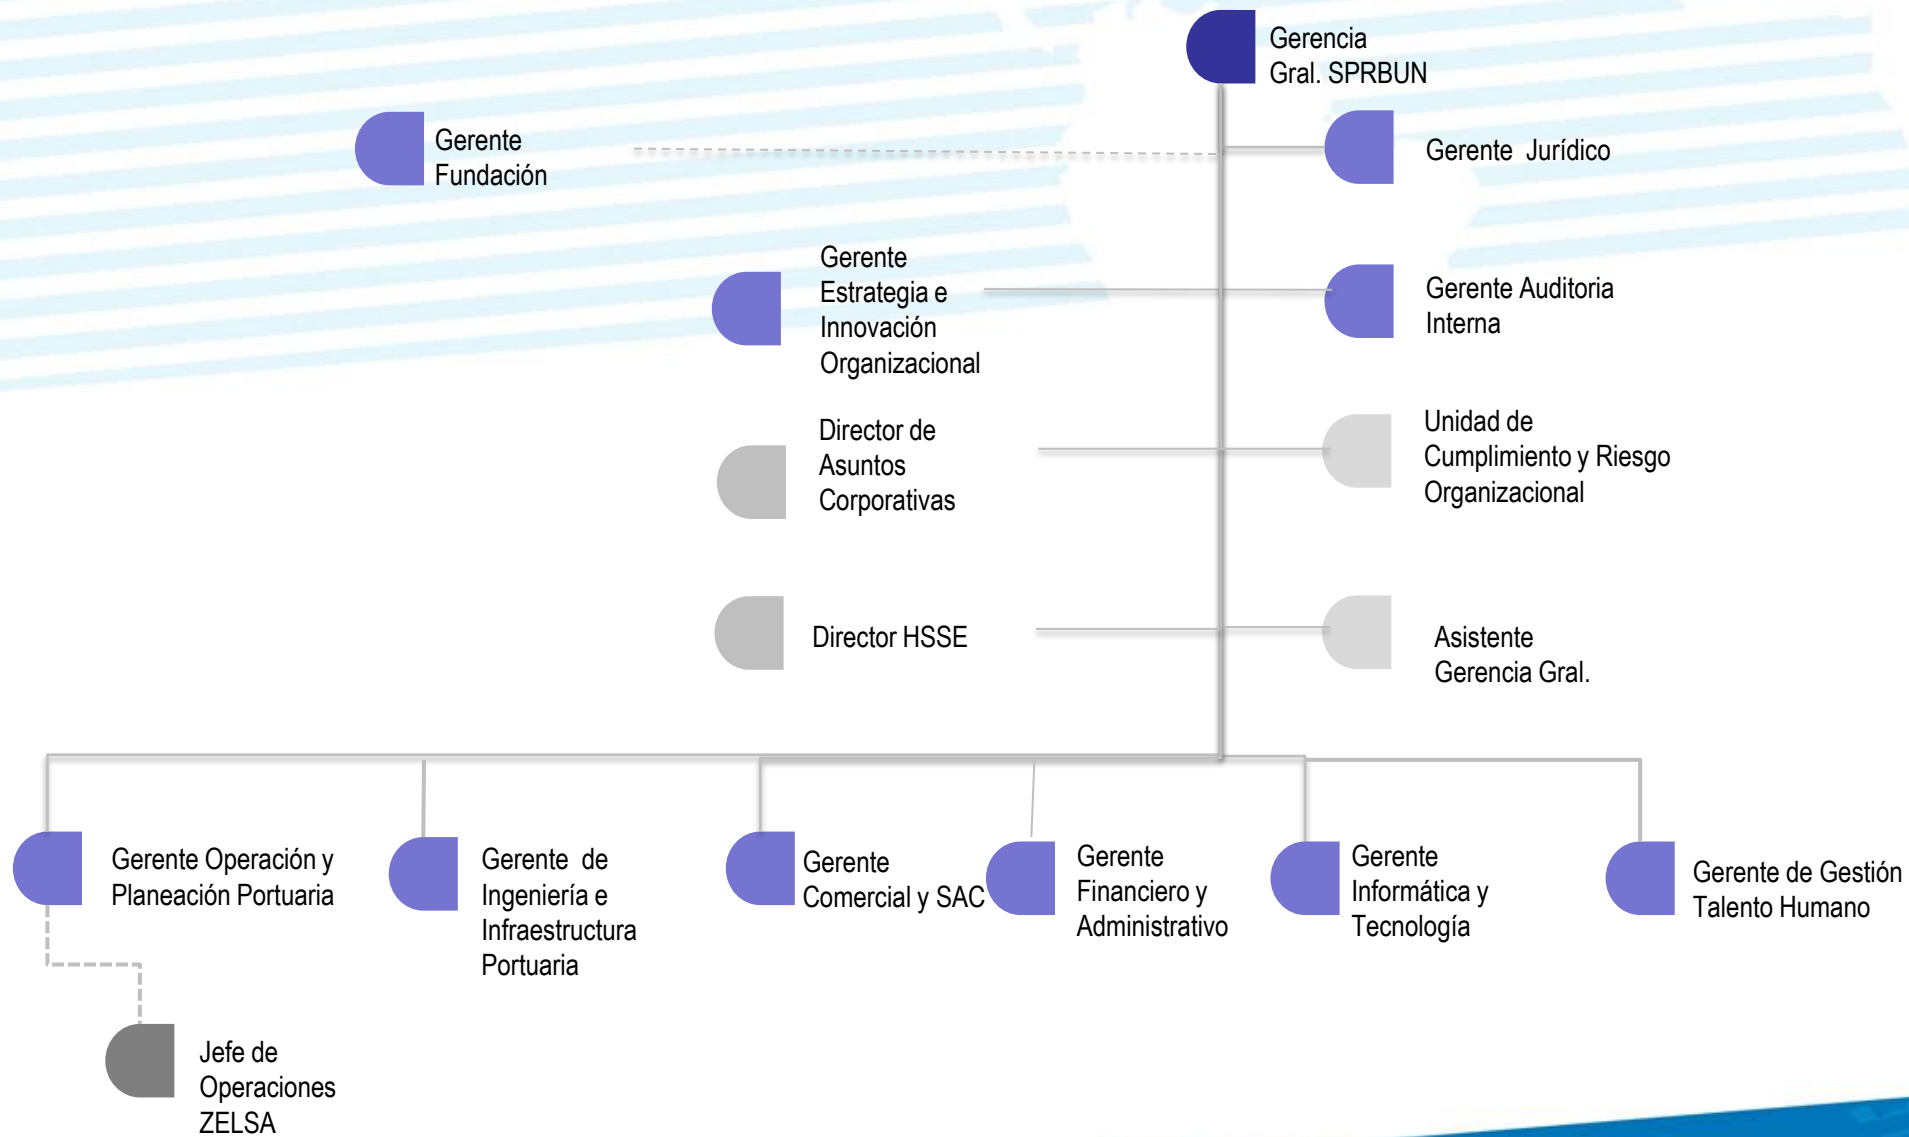 Gerencia
Gral. SPRBUN
Gerente
Fundación
Gerente Jurídico
Gerente
Estrategia e
Innovación
Organizacional
Gerente Auditoria
Interna
Director de
Asuntos
Corporativas
Unidad de
Cumplimiento y Riesgo
Organizacional
Director HSSE
Asistente
Gerencia Gral.
Gerente Operación y
Planeación Portuaria
Gerente de
Ingeniería e
Infraestructura
Portuaria
Gerente
Comercial y SAC
Gerente
Financiero y
Administrativo
Gerente
Informática y
Tecnología
Gerente de Gestión
Talento Humano
Jefe de
Operaciones
ZELSA